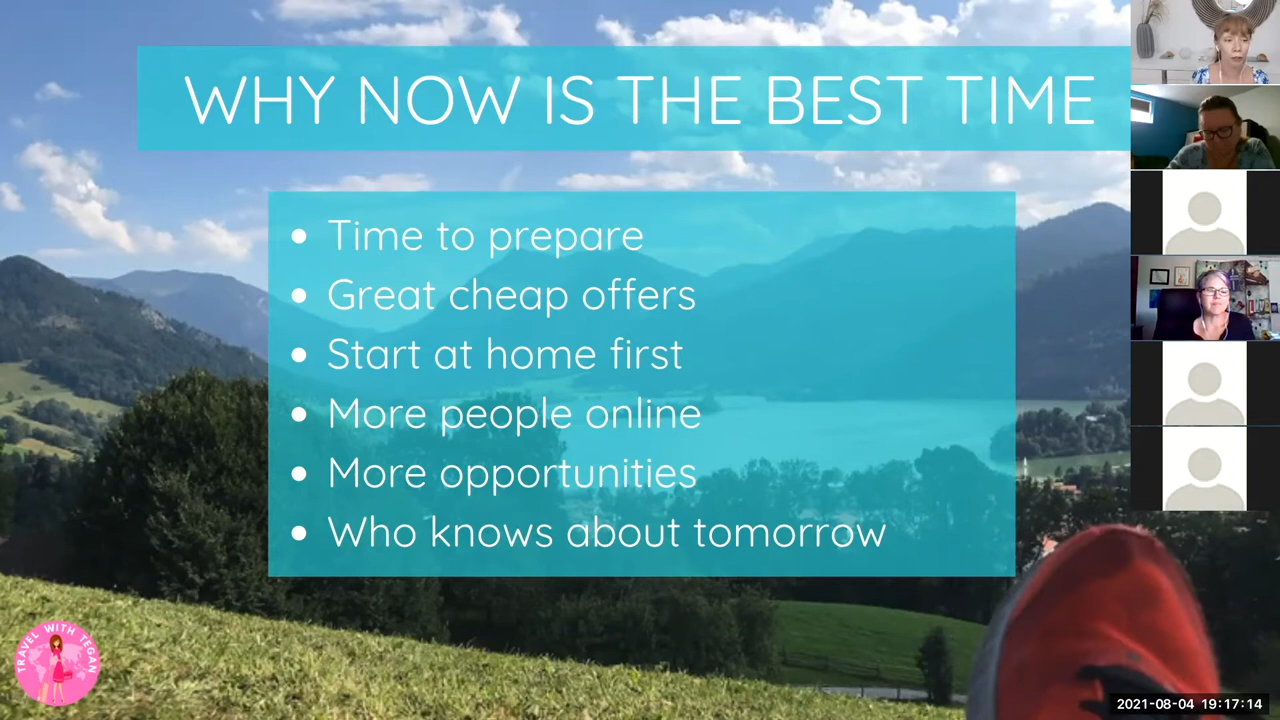 WHY NOW IS THE BEST TIME
• Time to prepare
• Great cheap offers
• Start at home first
• More people online
• More opportunities
• Who knows about tomorrow
TRAVEL WITH TEGAN
2021-08-04 19:17:14